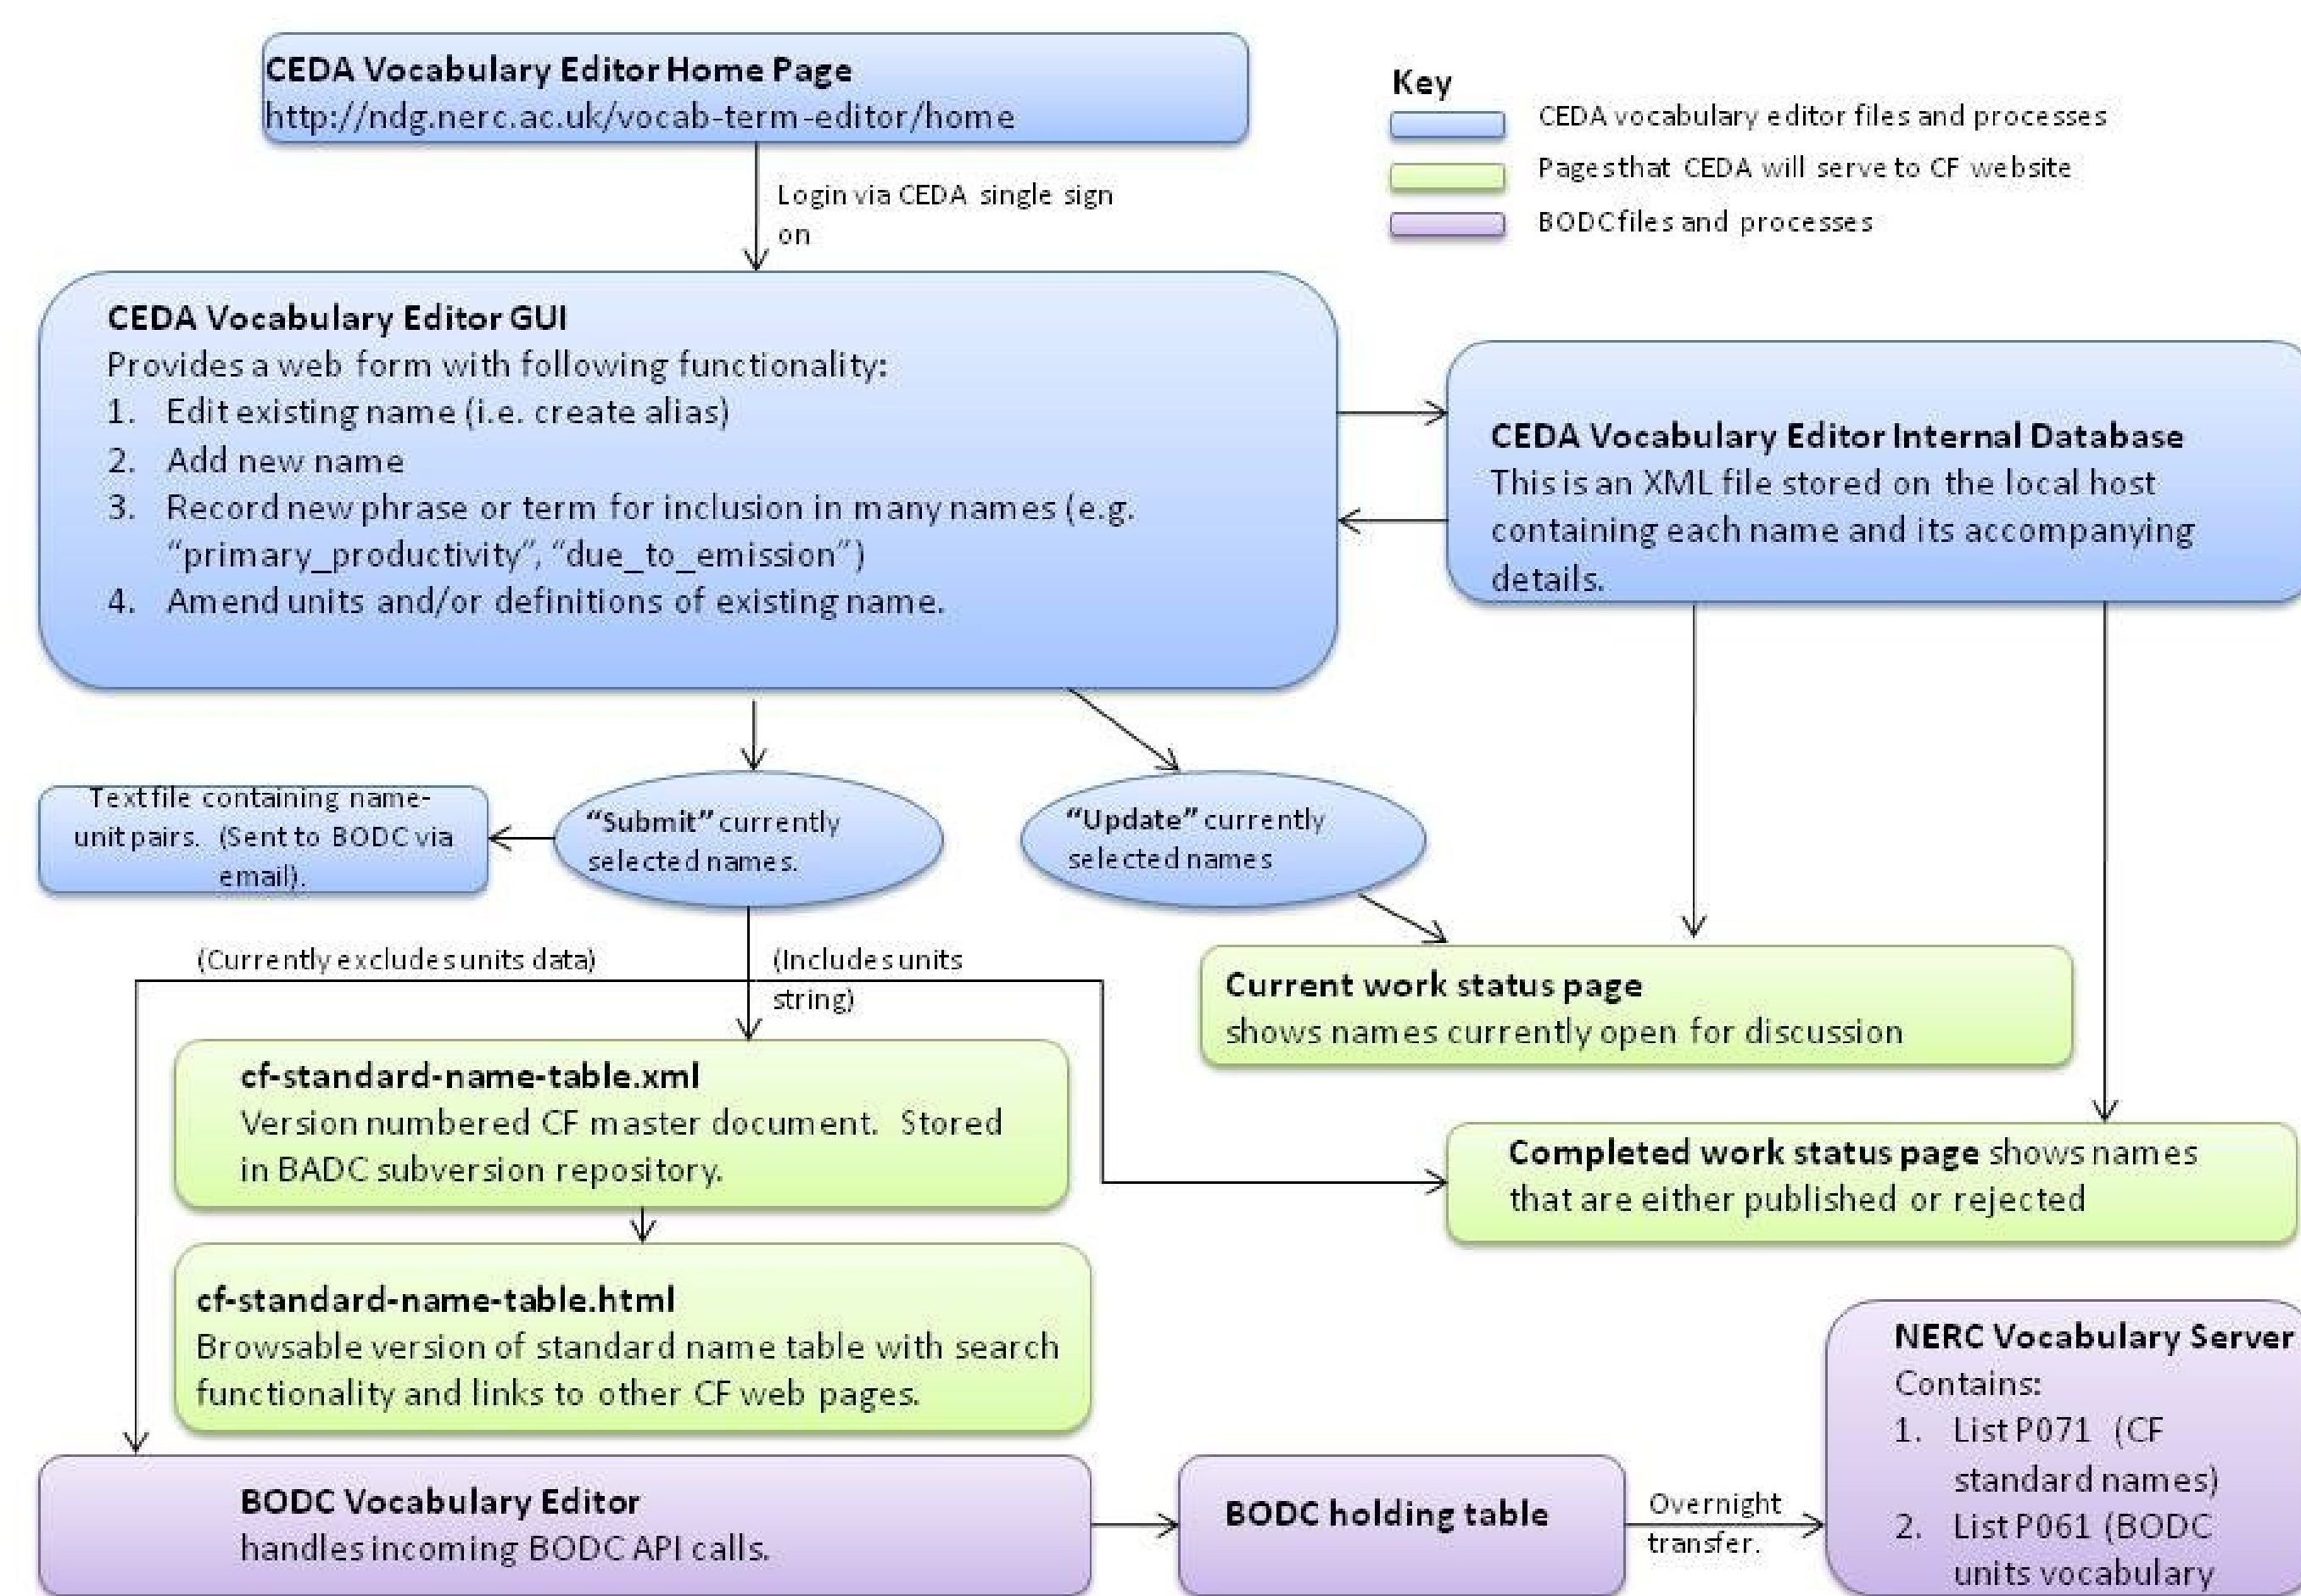 CEDA Vocabulary Editor Home Page
http://ndg.nerc.ac.uk/vocab-term-editor/home
Key
CEDA vocabulary editor files and processes
Pages that CEDA will serve to CF website
BODC files and processes
Login via CEDA single sign
on
CEDA Vocabulary Editor GUI
Provides a web form with following functionality:
1. Edit existing name (i.e. create alias)
2. Add new name
3. Record new phrase or term for inclusion in many names (e.g.
“primary_productivity”, “due_to_emission”)
4. Amend units and/or definitions of existing name.
CEDA Vocabulary Editor Internal Database
This is an XML file stored on the local host
containing each name and its accompanying
details.
Text file containing name-
unit pairs. (Sent to BODC via
email).
“Submit” currently
selected names.
“Update” currently
selected names
(Currently excludes units data)
(Includes units
string)
Current work status page
shows names currently open for discussion
cf-standard-name-table.xml
Version numbered CF master document. Stored
in BADC subversion repository.
Completed work status page shows names
that are either published or rejected
cf-standard-name-table.html
Browsable version of standard name table with search
functionality and links to other CF web pages.
BODC Vocabulary Editor
handles incoming BODC API calls.
BODC holding table
Overnight
transfer.
NERC Vocabulary Server
Contains:
1. List P071 (CF
standard names)
2. List P061 (BODC
units vocabulary